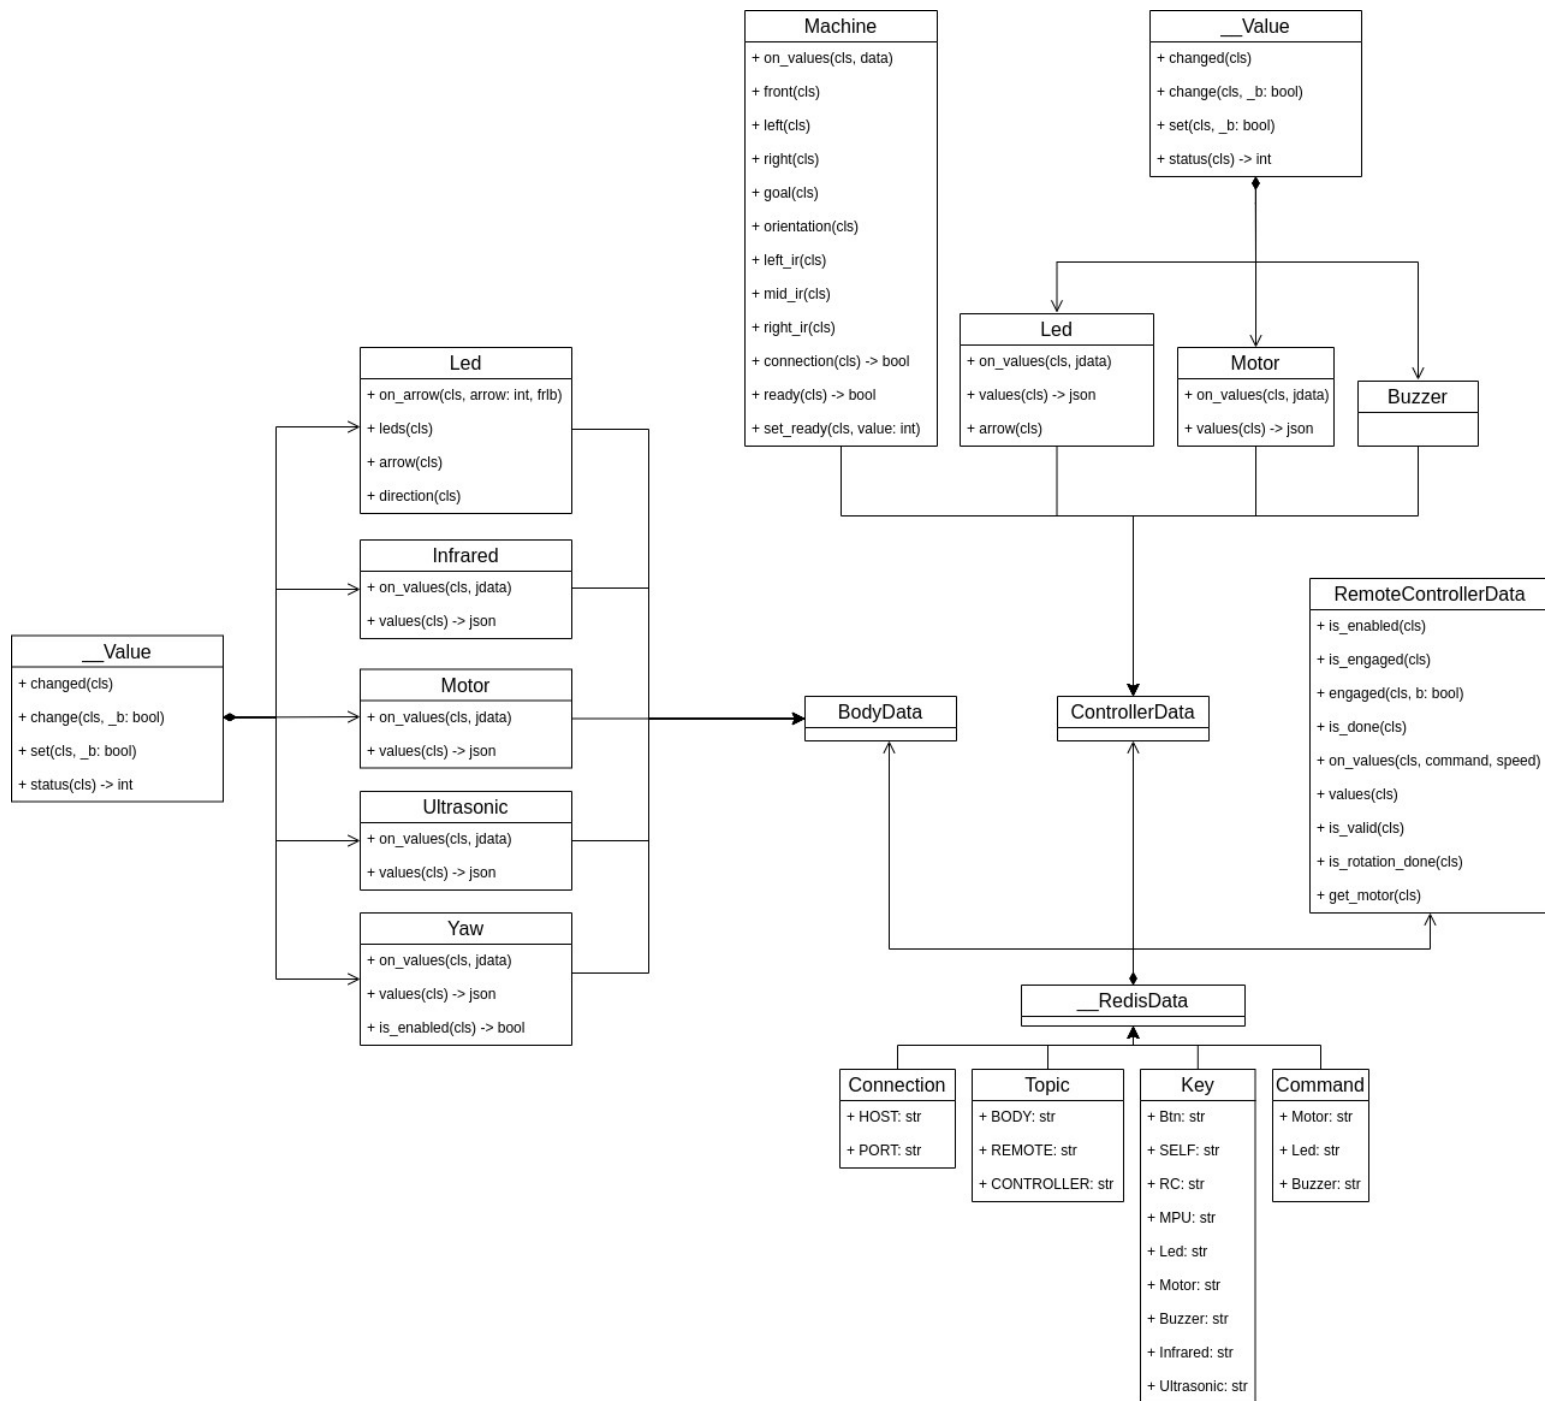 Machine
+ on_values(cls, data)
+ front(cls)
+ left(cls)
+ right(cls)
+ goal(cls)
+ orientation(cls)
+ left_ir(cls)
+ mid_ir(cls)
+ right_ir(cls)
+ connection(cls) -> bool
+ ready(cls) -> bool
+ set_ready(cls, value: int)
__Value
+ changed(cls)
+ change(cls, _b: bool)
+ set(cls, _b: bool)
+ status(cls) -> int
Led
+ on_values(cls, jdata)
+ values(cls) -> json
+ arrow(cls)
Motor
+ on_values(cls, jdata)
+ values(cls) -> json
Buzzer
Led
+ on_arrow(cls, arrow: int, frlb)
+ leds(cls)
+ arrow(cls)
+ direction(cls)
Infrared
+ on_values(cls, jdata)
+ values(cls) -> json
__Value
+ changed(cls)
+ change(cls, _b: bool)
+ set(cls, _b: bool)
+ status(cls) -> int
Motor
+ on_values(cls, jdata)
+ values(cls) -> json
Ultrasonic
+ on_values(cls, jdata)
+ values(cls) -> json
Yaw
+ on_values(cls, jdata)
+ values(cls) -> json
+ is_enabled(cls) -> bool
BodyData
ControllerData
RemoteControllerData
+ is_enabled(cls)
+ is_engaged(cls)
+ engaged(cls, b: bool)
+ is_done(cls)
+ on_values(cls, command, speed)
+ values(cls)
+ is_valid(cls)
+ is_rotation_done(cls)
+ get_motor(cls)
__RedisData
Connection
+ HOST: str
+ PORT: str
Topic
+ BODY: str
+ REMOTE: str
+ CONTROLLER: str
Key
+ Btn: str
+ SELF: str
+ RC: str
+ MPU: str
+ Led: str
+ Motor: str
+ Buzzer: str
+ Infrared: str
+ Ultrasonic: str
Command
+ Motor: str
+ Led: str
+ Buzzer: str